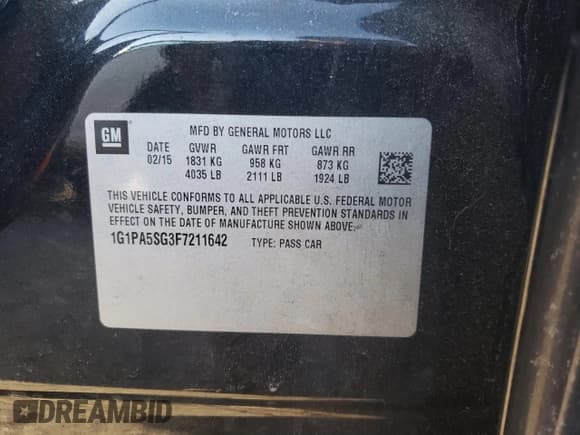 GM
MFD BY GENERAL MOTORS LLC
DATE GVWR GAWR FRT GAWR RR
02/15 1831 KG 958 KG 873 KG
4035 LB 2111 LB 1924 LB
THIS VEHICLE CONFORMS TO ALL APPLICABLE U.S. FEDERAL MOTOR
VEHICLE SAFETY, BUMPER, AND THEFT PREVENTION STANDARDS IN
EFFECT ON THE DATE OF MANUFACTURE SHOWN ABOVE.
1G1PA5SG3F7211642 TYPE: PASS CAR
DREAMBID